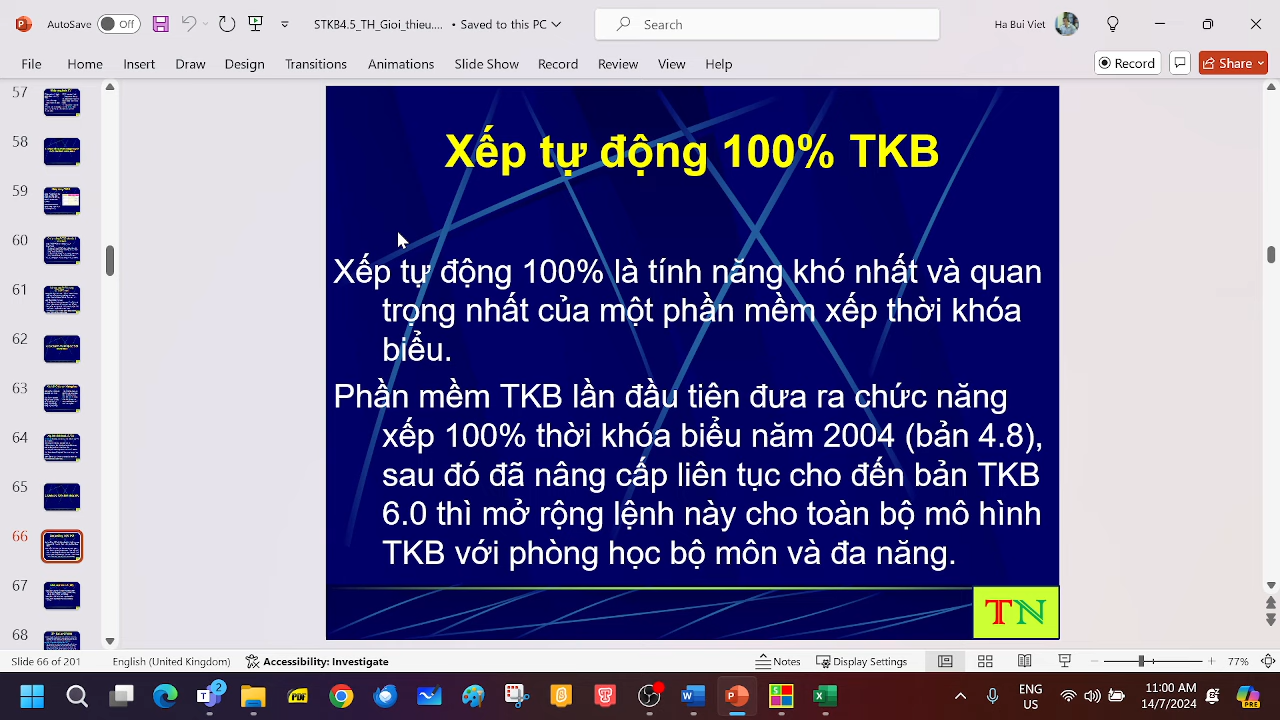 AutoSave Off STKB4.5_TH_Gioi_thieu... • Saved to this PC Search Ha Bui Viet
File Home Insert Draw Design Transitions Animations Slide Show Record Review View Help Record Share
57
58
59
60
61
62
63
64
65
66
67
68
Xếp tự động 100% TKB
Xếp tự động 100% là tính năng khó nhất và quan
trọng nhất của một phần mềm xếp thời khóa
biểu.
Phần mềm TKB lần đầu tiên đưa ra chức năng
xếp 100% thời khóa biểu năm 2004 (bản 4.8),
sau đó đã nâng cấp liên tục cho đến bản TKB
6.0 thì mở rộng lệnh này cho toàn bộ mô hình
TKB với phòng học bộ môn và đa năng.
TN
Slide 66 of 201 English (United Kingdom) Accessibility: Investigate Notes Display Settings 77%
ENG
US
11:00 AM
14/7/2024